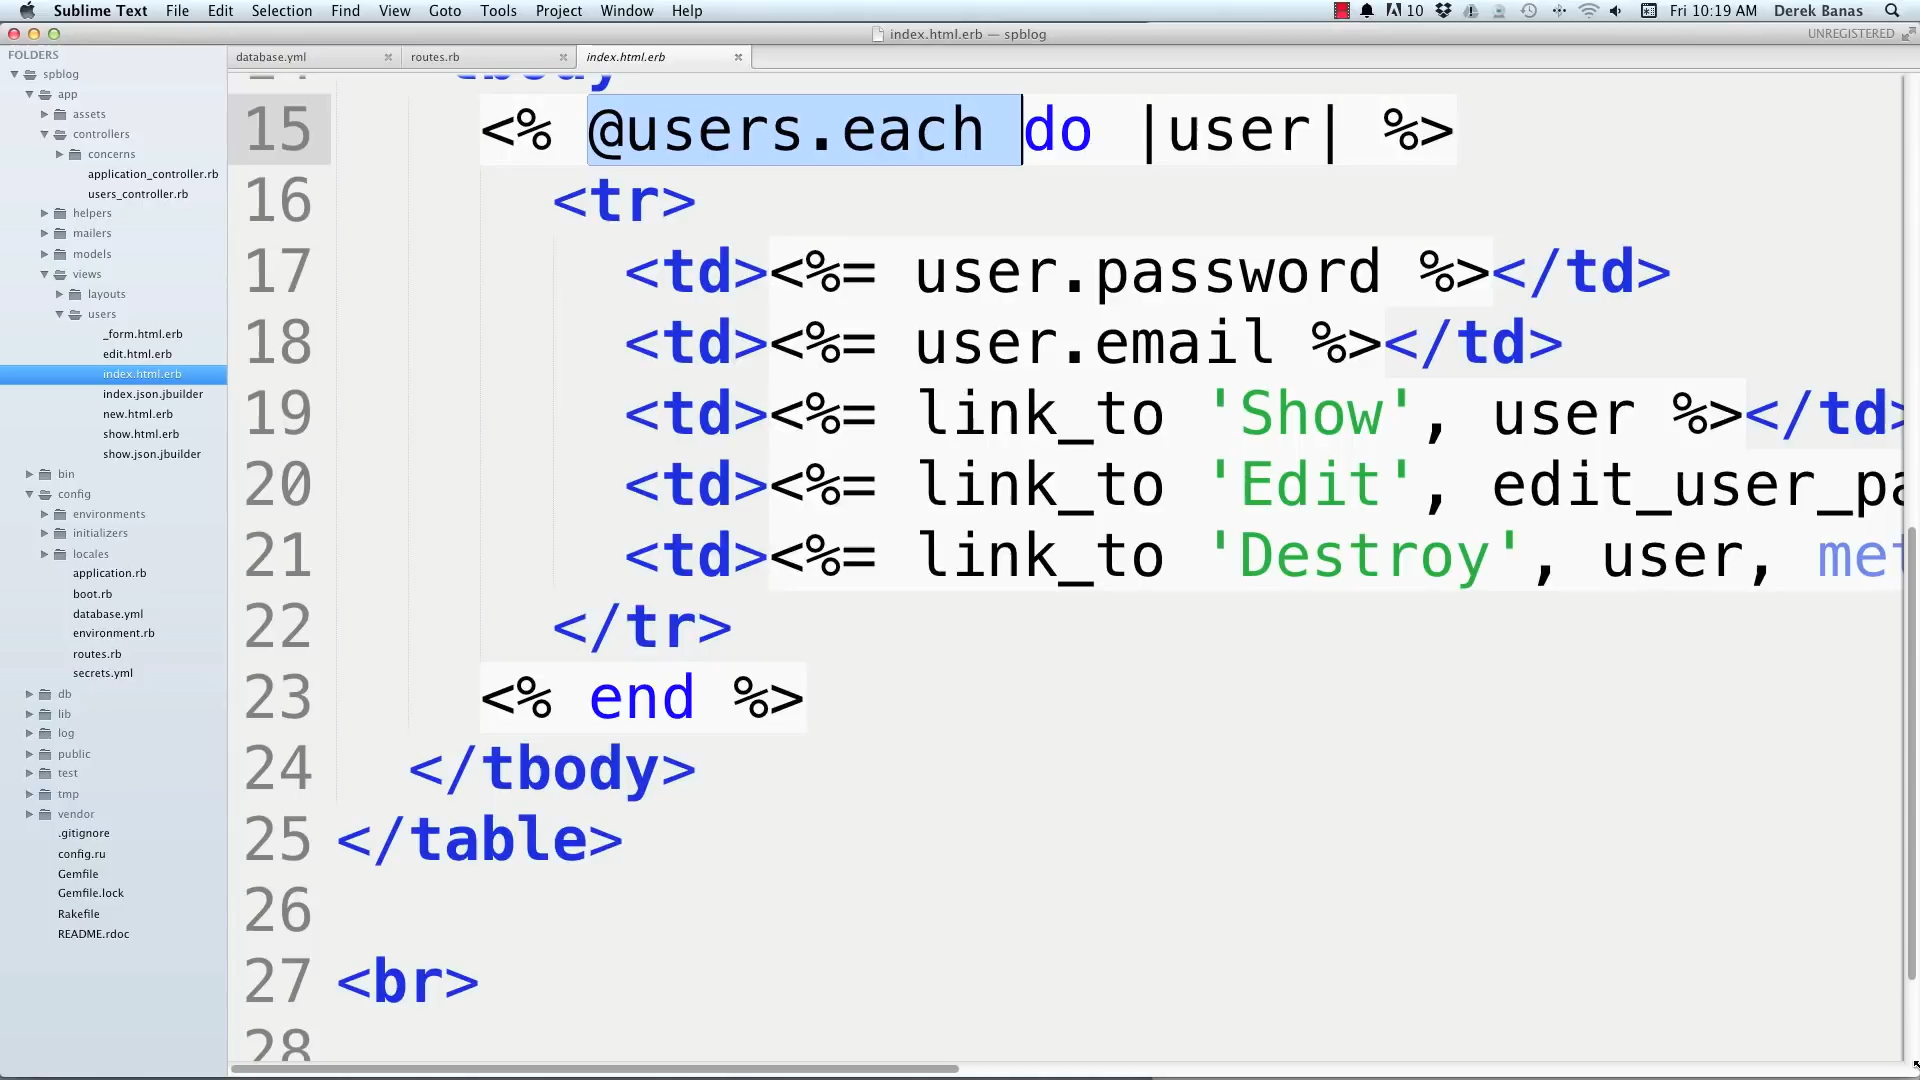 Sublime Text File Edit Selection Find View Goto Tools Project Window Help 10 Fri 10:19 AM Derek Banas
index.html.erb — spblog UNREGISTERED
FOLDERS
spblog
app
assets
controllers
concerns
application_controller.rb
users_controller.rb
helpers
mailers
models
views
layouts
users
_form.html.erb
edit.html.erb
index.html.erb
index.json.jbuilder
new.html.erb
show.html.erb
show.json.jbuilder
bin
config
environments
initializers
locales
application.rb
boot.rb
database.yml
environment.rb
routes.rb
secrets.yml
db
lib
log
public
test
tmp
vendor
.gitignore
config.ru
Gemfile
Gemfile.lock
Rakefile
README.rdoc
database.yml routes.rb index.html.erb
15 <% @users.each do |user| %>
16 <tr>
17 <td><%= user.password %></td>
18 <td><%= user.email %></td>
19 <td><%= link_to 'Show', user %></td>
20 <td><%= link_to 'Edit', edit_user_pa
21 <td><%= link_to 'Destroy', user, met
22 </tr>
23 <% end %>
24 </tbody>
25 </table>
26
27 <br>
28